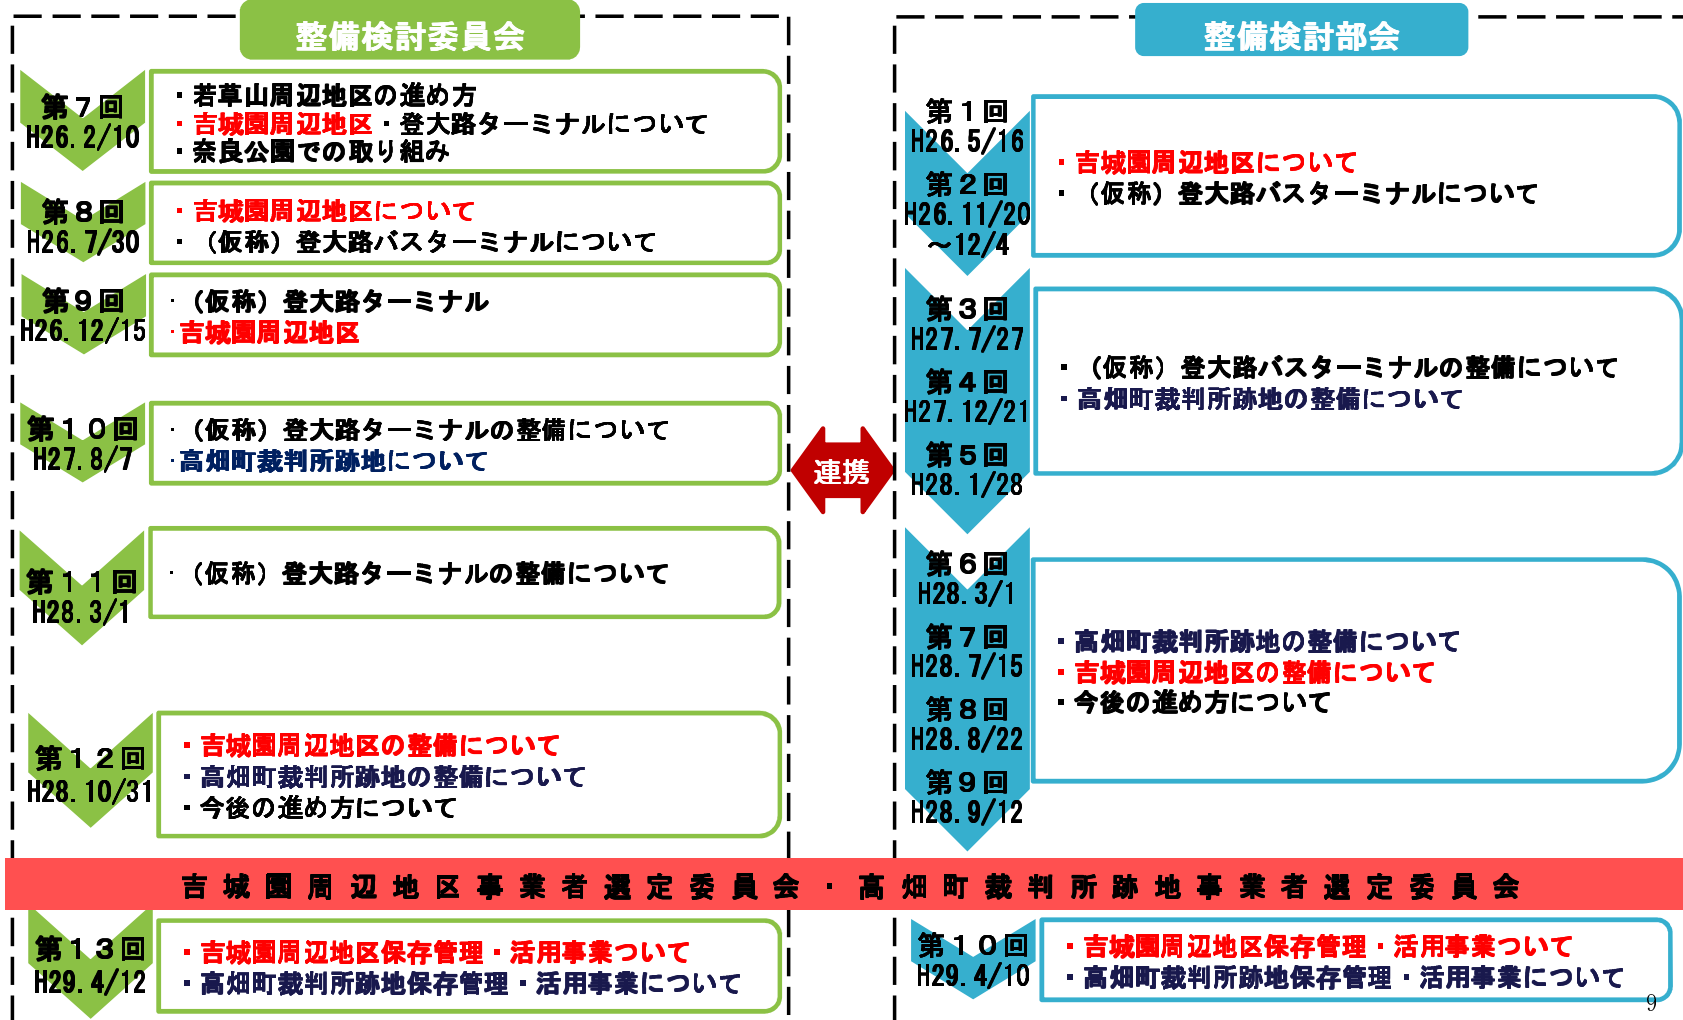 整備検討委員会
第７回
H26.2/10
・若草山周辺地区の進め方
・吉城園周辺地区・登大路ターミナルについて
・奈良公園での取り組み
第８回
H26.7/30
・吉城園周辺地区について
・（仮称）登大路バスターミナルについて
第９回
H26.12/15
・（仮称）登大路ターミナル
・吉城園周辺地区
第１０回
H27.8/7
・（仮称）登大路ターミナルの整備について
・高畑町裁判所跡地について
第１１回
H28.3/1
・（仮称）登大路ターミナルの整備について
第１２回
H28.10/31
・吉城園周辺地区の整備について
・高畑町裁判所跡地の整備について
・今後の進め方について
連携
整備検討部会
第１回
H26.5/16
第２回
H26.11/20
～12/4
・吉城園周辺地区について
・（仮称）登大路バスターミナルについて
第３回
H27.7/27
第４回
H27.12/21
第５回
H28.1/28
・（仮称）登大路バスターミナルの整備について
・高畑町裁判所跡地の整備について
第６回
H28.3/1
第７回
H28.7/15
第８回
H28.8/22
第９回
H28.9/12
・高畑町裁判所跡地の整備について
・吉城園周辺地区の整備について
・今後の進め方について
吉城園周辺地区事業者選定委員会・高畑町裁判所跡地事業者選定委員会
第１３回
H29.4/12
・吉城園周辺地区保存管理・活用事業ついて
・高畑町裁判所跡地保存管理・活用事業について
第１０回
H29.4/10
・吉城園周辺地区保存管理・活用事業ついて
・高畑町裁判所跡地保存管理・活用事業について
9